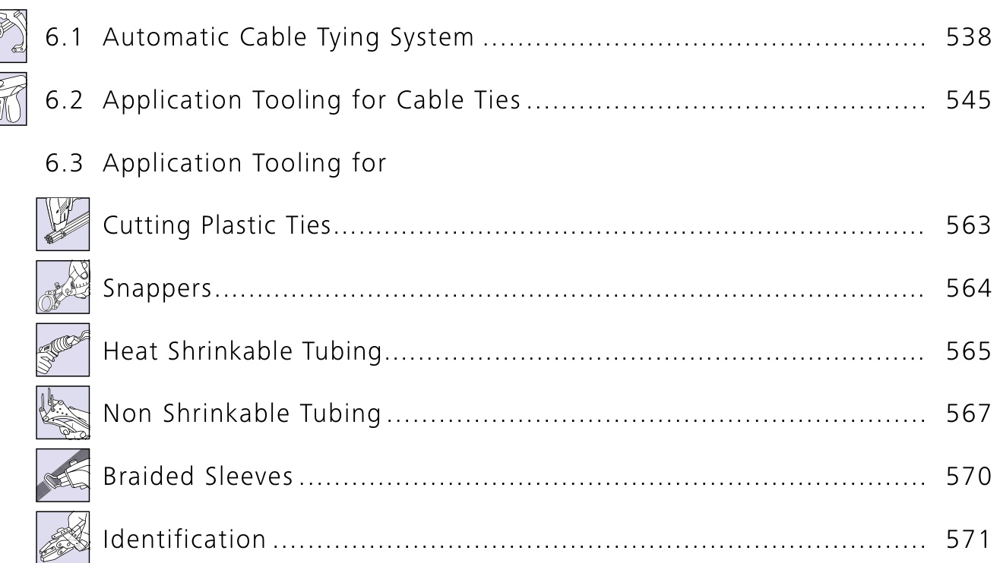 6.1 Automatic Cable Tying System ........................................................ 538
6.2 Application Tooling for Cable Ties ................................................... 545
6.3 Application Tooling for
Cutting Plastic Ties........................................................................... 563
Snappers.......................................................................................... 564
Heat Shrinkable Tubing..................................................................... 565
Non Shrinkable Tubing ..................................................................... 567
Braided Sleeves ................................................................................ 570
Identification ................................................................................... 571